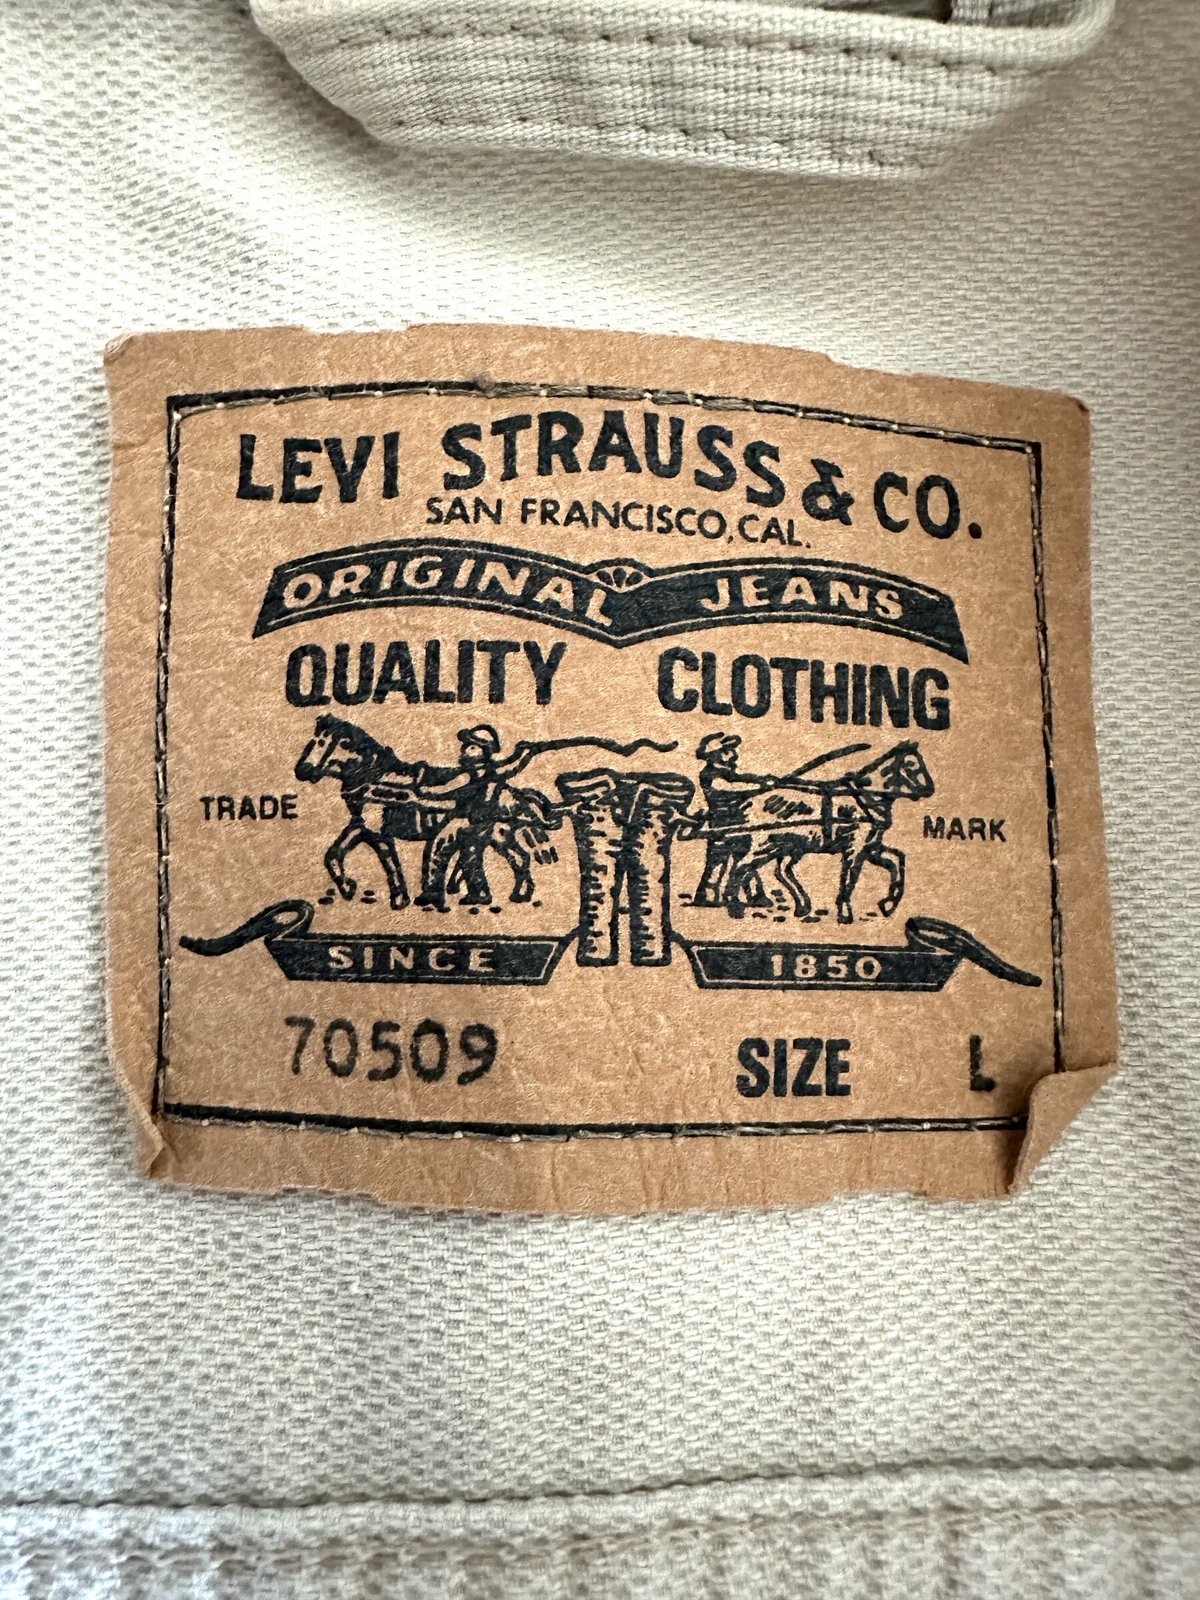 LEVI STRAUSS & CO.
SAN FRANCISCO, CAL.
ORIGINAL JEANS
QUALITY CLOTHING
TRADE MARK
SINCE 1850
70509 SIZE L